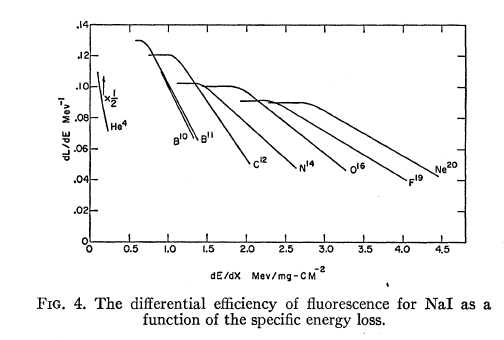 .14
.12
.10
.08
.06
.04
.02
0
dL/dE Mev⁻¹
×1/2
He⁴
B¹⁰
B¹¹
C¹²
N¹⁴
O¹⁶
F¹⁹
Ne²⁰
0 0.5 1.0 1.5 2.0 2.5 3.0 3.5 4.0 4.5
dE/dX Mev/mg-CM⁻²
FIG. 4. The differential efficiency of fluorescence for NaI as a
function of the specific energy loss.